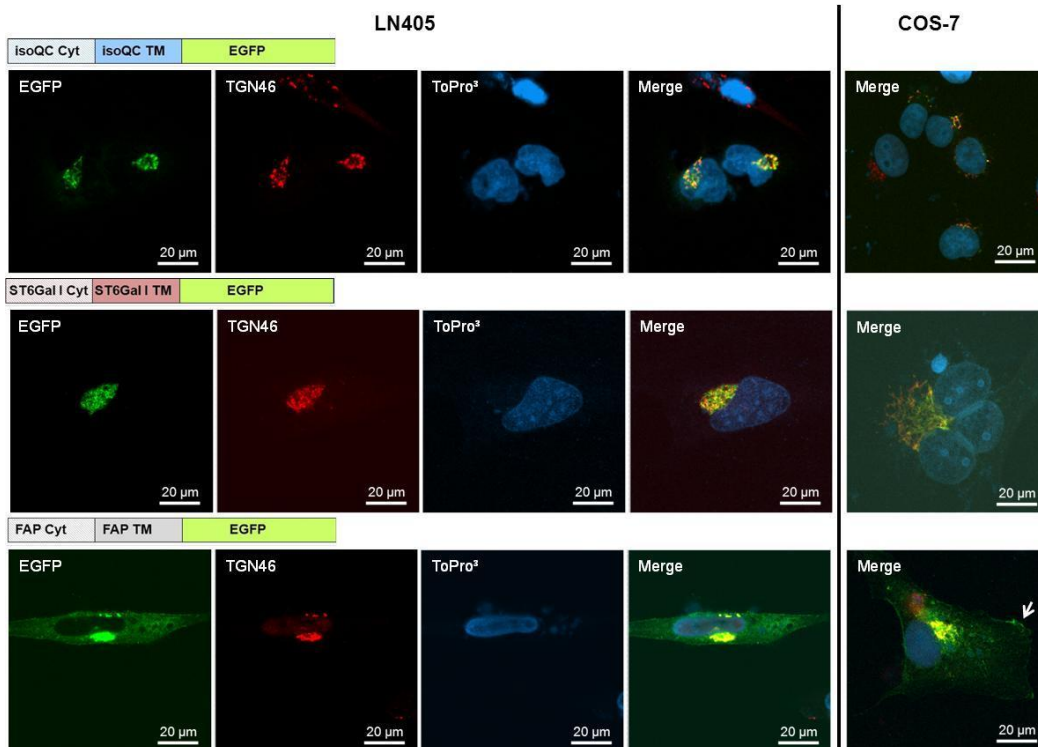 LN405
COS-7
isoQC Cyt isoQC TM EGFP
EGFP TGN46 ToPro³ Merge Merge
20 µm 20 µm 20 µm 20 µm 20 µm
ST6Gal I Cyt ST6Gal I TM EGFP
EGFP TGN46 ToPro³ Merge Merge
20 µm 20 µm 20 µm 20 µm 20 µm
FAP Cyt FAP TM EGFP
EGFP TGN46 ToPro³ Merge Merge
20 µm 20 µm 20 µm 20 µm 20 µm